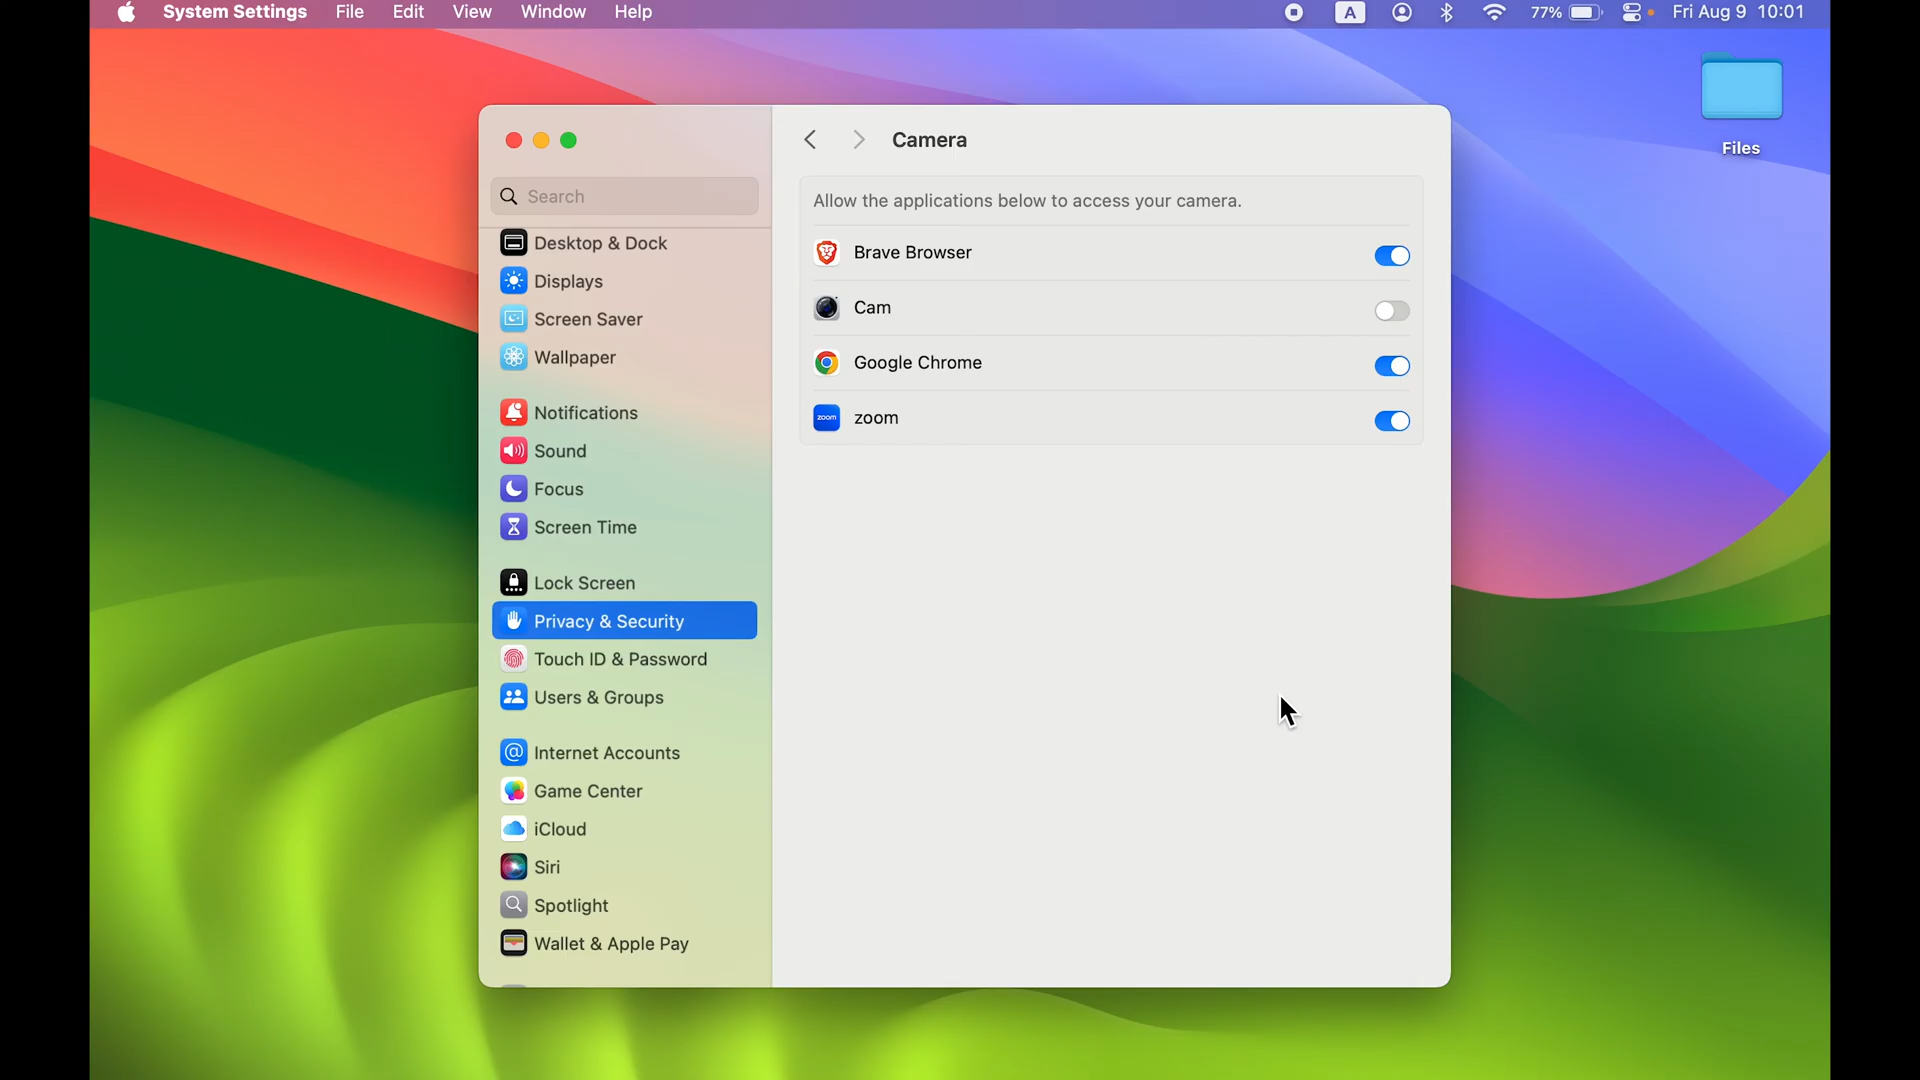 System Settings File Edit View Window Help A 77% Fri Aug 9 10:01
Files
Search
Desktop & Dock
Displays
Screen Saver
Wallpaper
Notifications
Sound
Focus
Screen Time
Lock Screen
Privacy & Security
Touch ID & Password
Users & Groups
Internet Accounts
Game Center
iCloud
Siri
Spotlight
Wallet & Apple Pay
Camera
Allow the applications below to access your camera.
Brave Browser
Cam
Google Chrome
zoom zoom